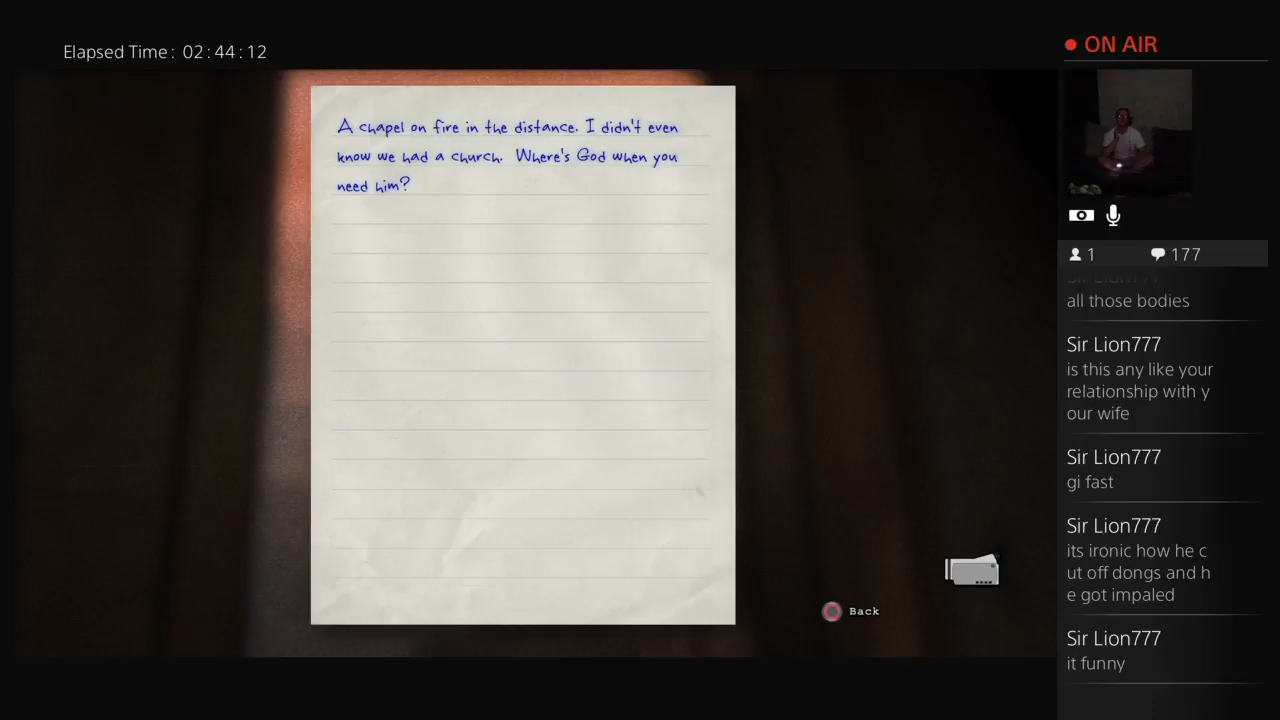 Elapsed Time: 02:44:12
ON AIR
A chapel on fire in the distance. I didn't even
know we had a church. Where's God when you
need him?
Back
1 177
Sir Lion777
all those bodies
Sir Lion777
is this any like your
relationship with y
our wife
Sir Lion777
gi fast
Sir Lion777
its ironic how he c
ut off dongs and h
e got impaled
Sir Lion777
it funny